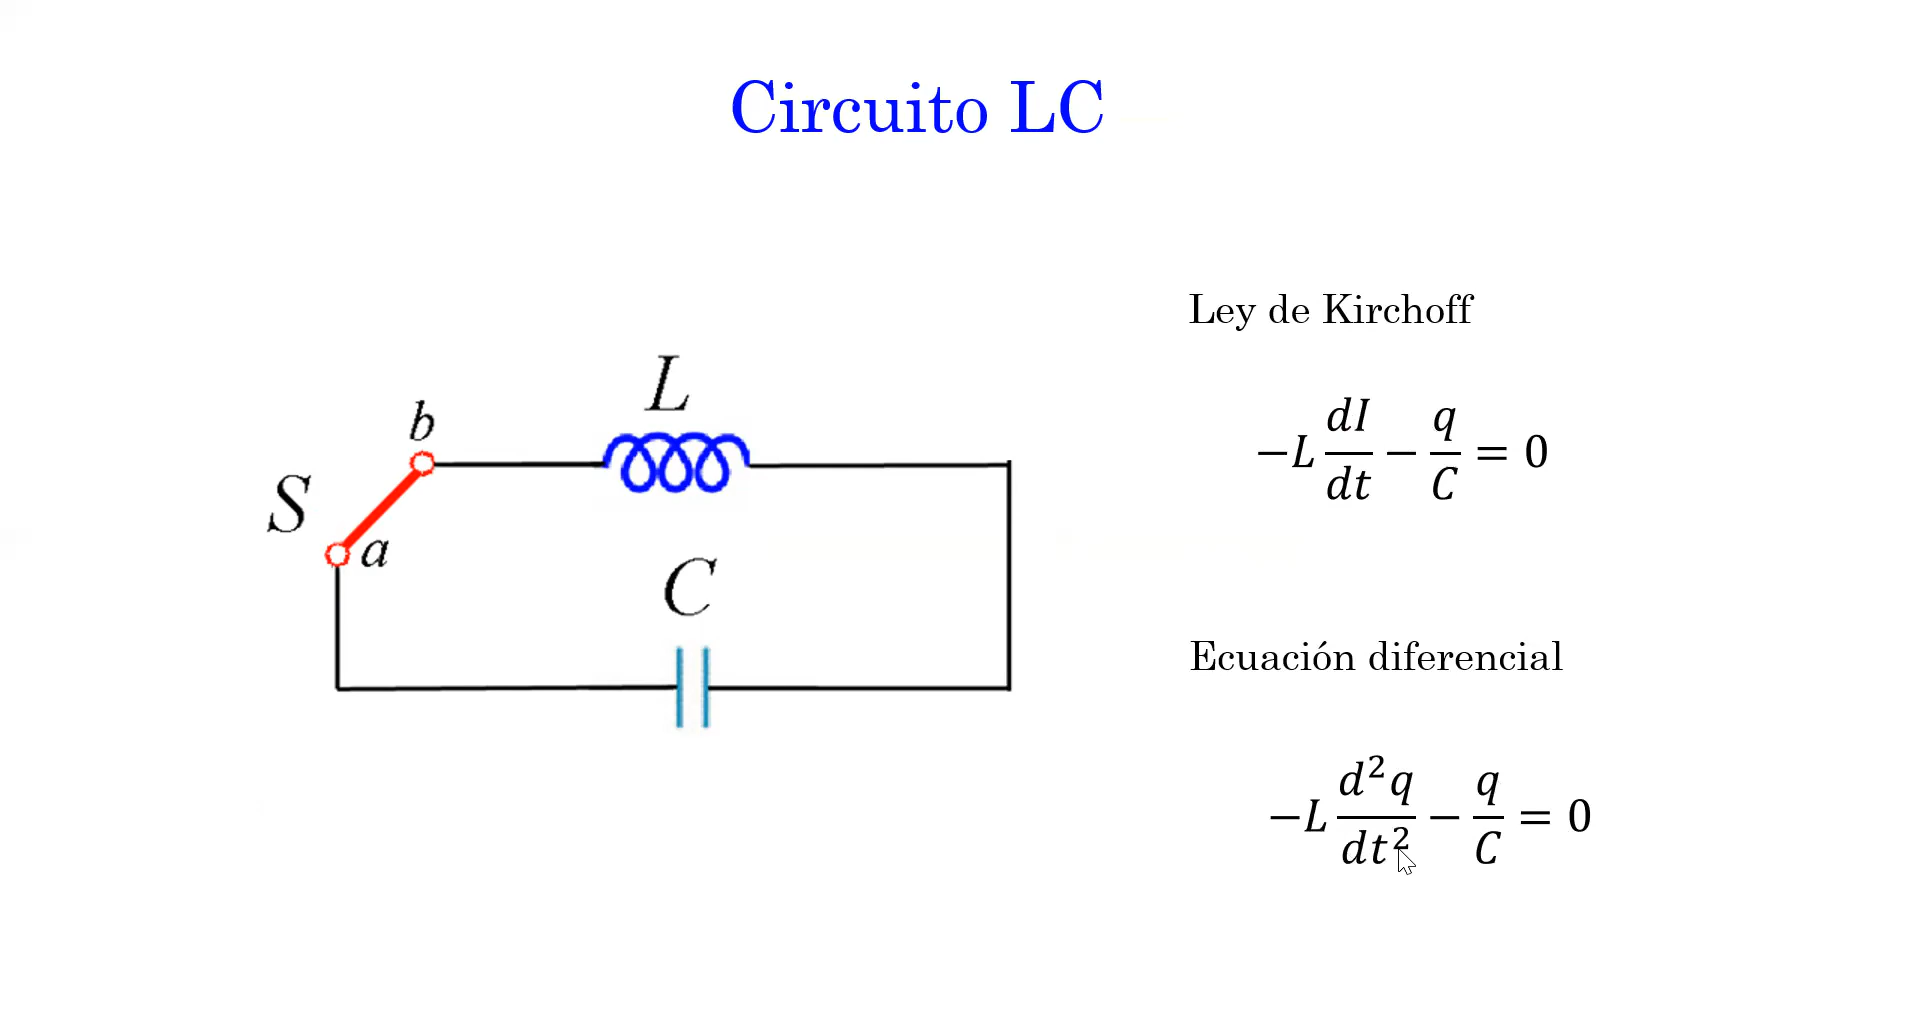 Circuito LC
Ley de Kirchoff
L
b
−L dI/dt − q/C = 0
S
a
C
Ecuación diferencial
−L d²q/dt² − q/C = 0